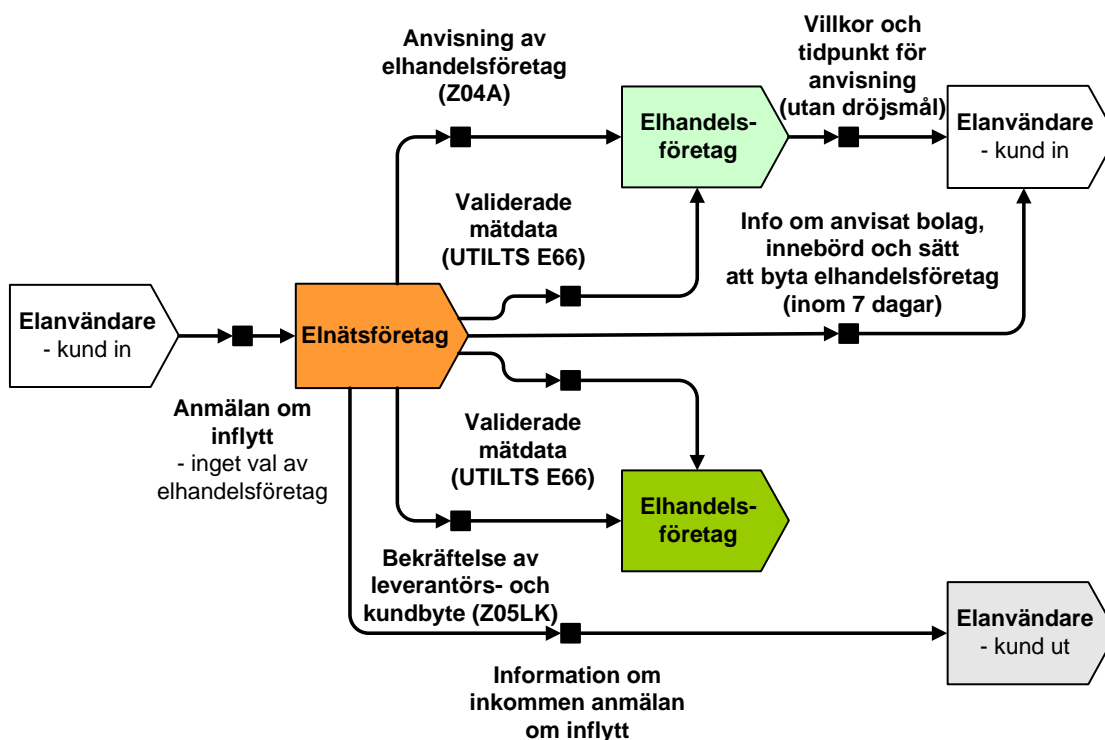 Anvisning av
elhandelsföretag
(Z04A)
Villkor och
tidpunkt för
anvisning
(utan dröjsmål)
Elhandels-
företag
Elanvändare
- kund in
Validerade
mätdata
(UTILTS E66)
Info om anvisat bolag,
innebörd och sätt
att byta elhandelsföretag
(inom 7 dagar)
Elanvändare
- kund in
Elnätsföretag
Anmälan om
inflytt
- inget val av
elhandelsföretag
Validerade
mätdata
(UTILTS E66)
Elhandels-
företag
Bekräftelse av
leverantörs- och
kundbyte (Z05LK)
Elanvändare
- kund ut
Information om
inkommen anmälan
om inflytt